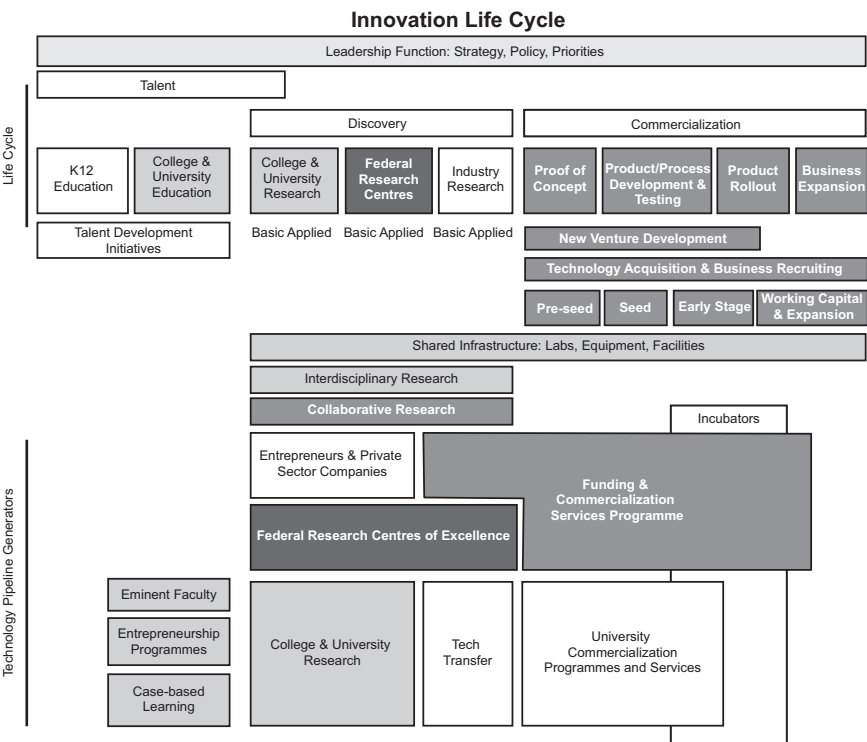 Innovation Life Cycle
Leadership Function: Strategy, Policy, Priorities
Talent
Discovery
Commercialization
Life Cycle
K12
Education
College &
University
Education
College &
University
Research
Federal
Research
Centres
Industry
Research
Proof of
Concept
Product/Process
Development &
Testing
Product
Rollout
Business
Expansion
Talent Development
Initiatives
Basic Applied
Basic Applied
Basic Applied
New Venture Development
Technology Acquisition & Business Recruiting
Pre-seed
Seed
Early Stage
Working Capital
& Expansion
Shared Infrastructure: Labs, Equipment, Facilities
Interdisciplinary Research
Collaborative Research
Incubators
Technology Pipeline Generators
Entrepreneurs & Private
Sector Companies
Funding &
Commercialization
Services Programme
Federal Research Centres of Excellence
Eminent Faculty
Entrepreneurship
Programmes
Case-based
Learning
College & University
Research
Tech
Transfer
University
Commercialization
Programmes and Services